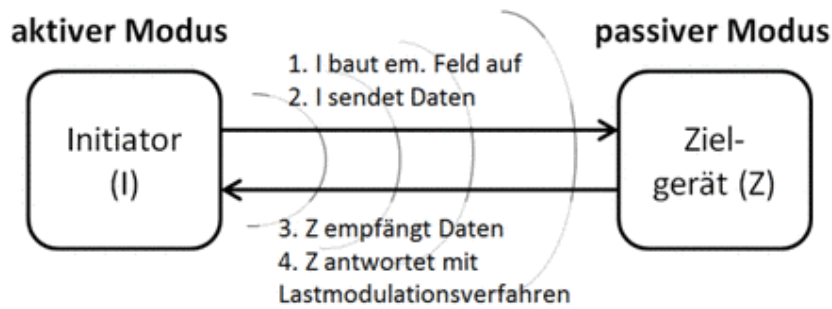 aktiver Modus
passiver Modus
1. I baut em. Feld auf
2. I sendet Daten
Initiator
(I)
Ziel-
gerät (Z)
3. Z empfängt Daten
4. Z antwortet mit
Lastmodulationsverfahren